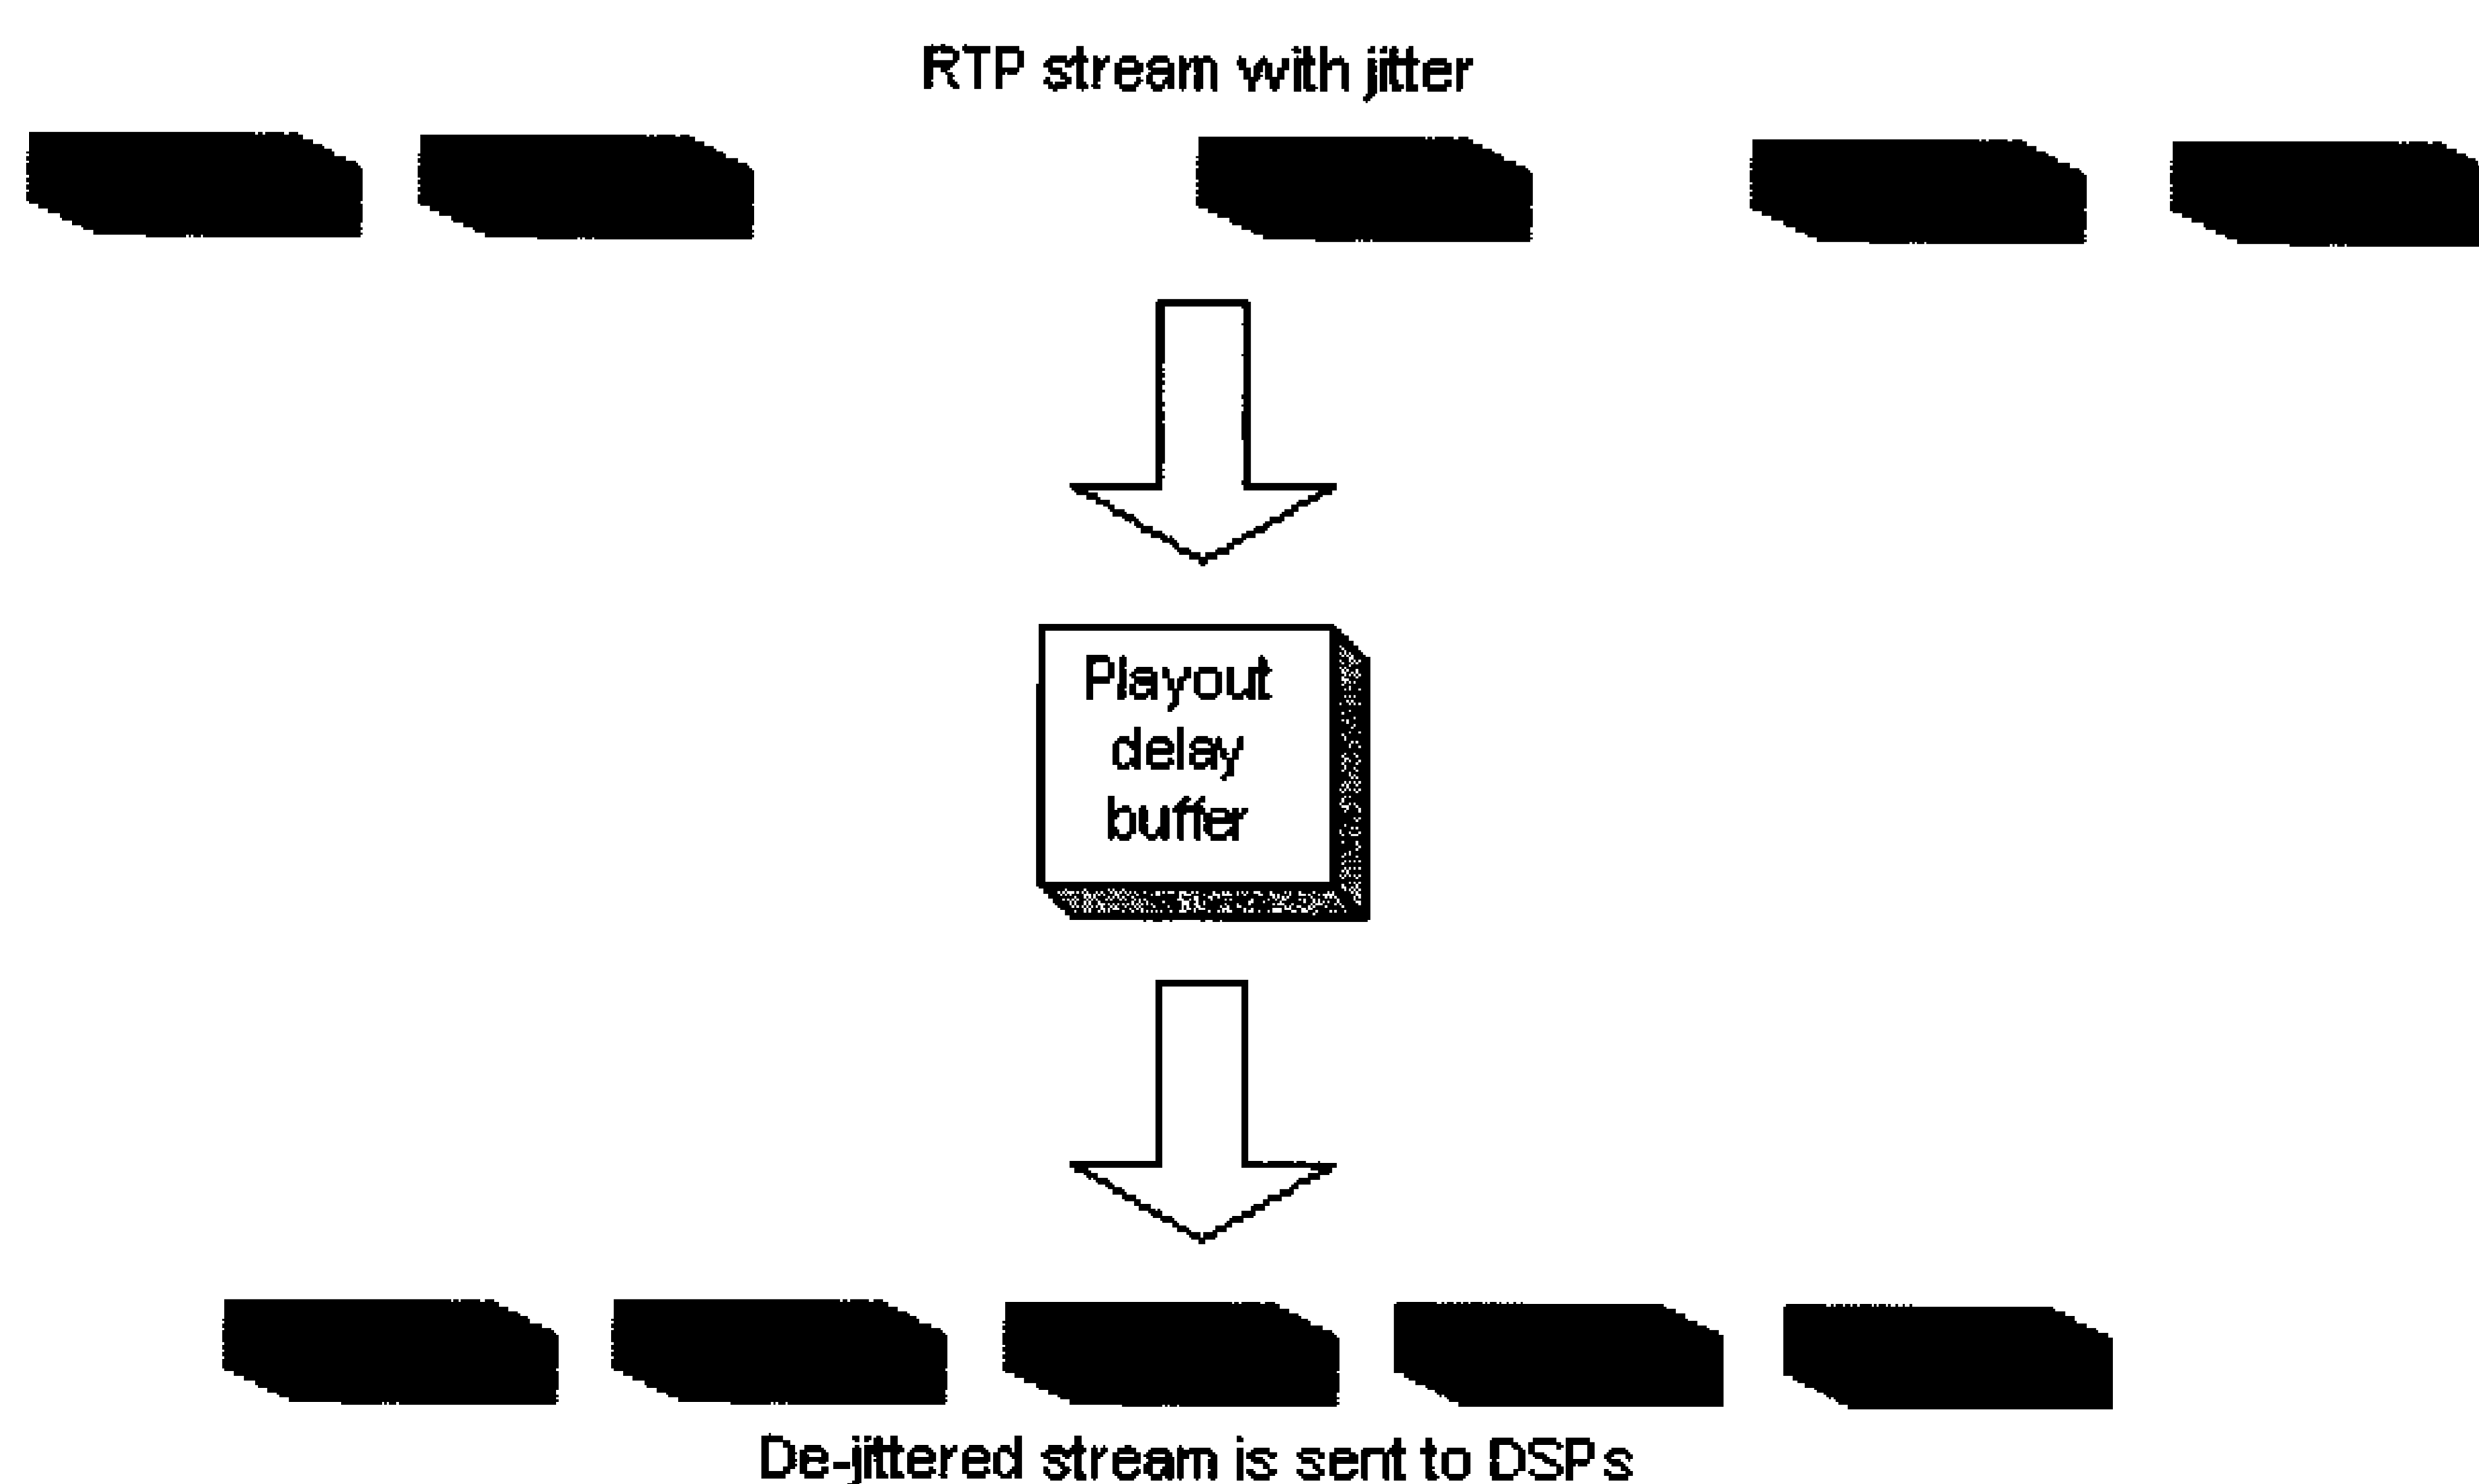 RTP stream with jitter
Playout
delay
buffer
De-jittered stream is sent to DSPs